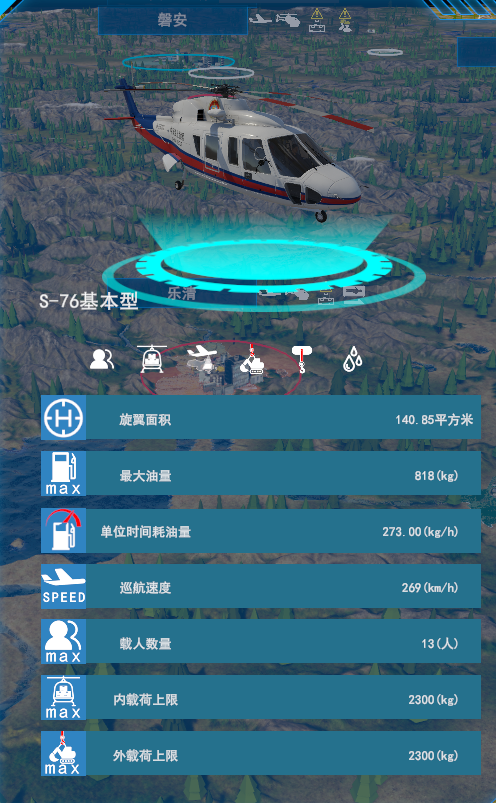 磐安
乐清
S-76基本型
旋翼面积 140.85平方米
max 最大油量 818(kg)
单位时间耗油量 273.00(kg/h)
SPEED 巡航速度 269(km/h)
max 载人数量 13(人)
max 内载荷上限 2300(kg)
max 外载荷上限 2300(kg)